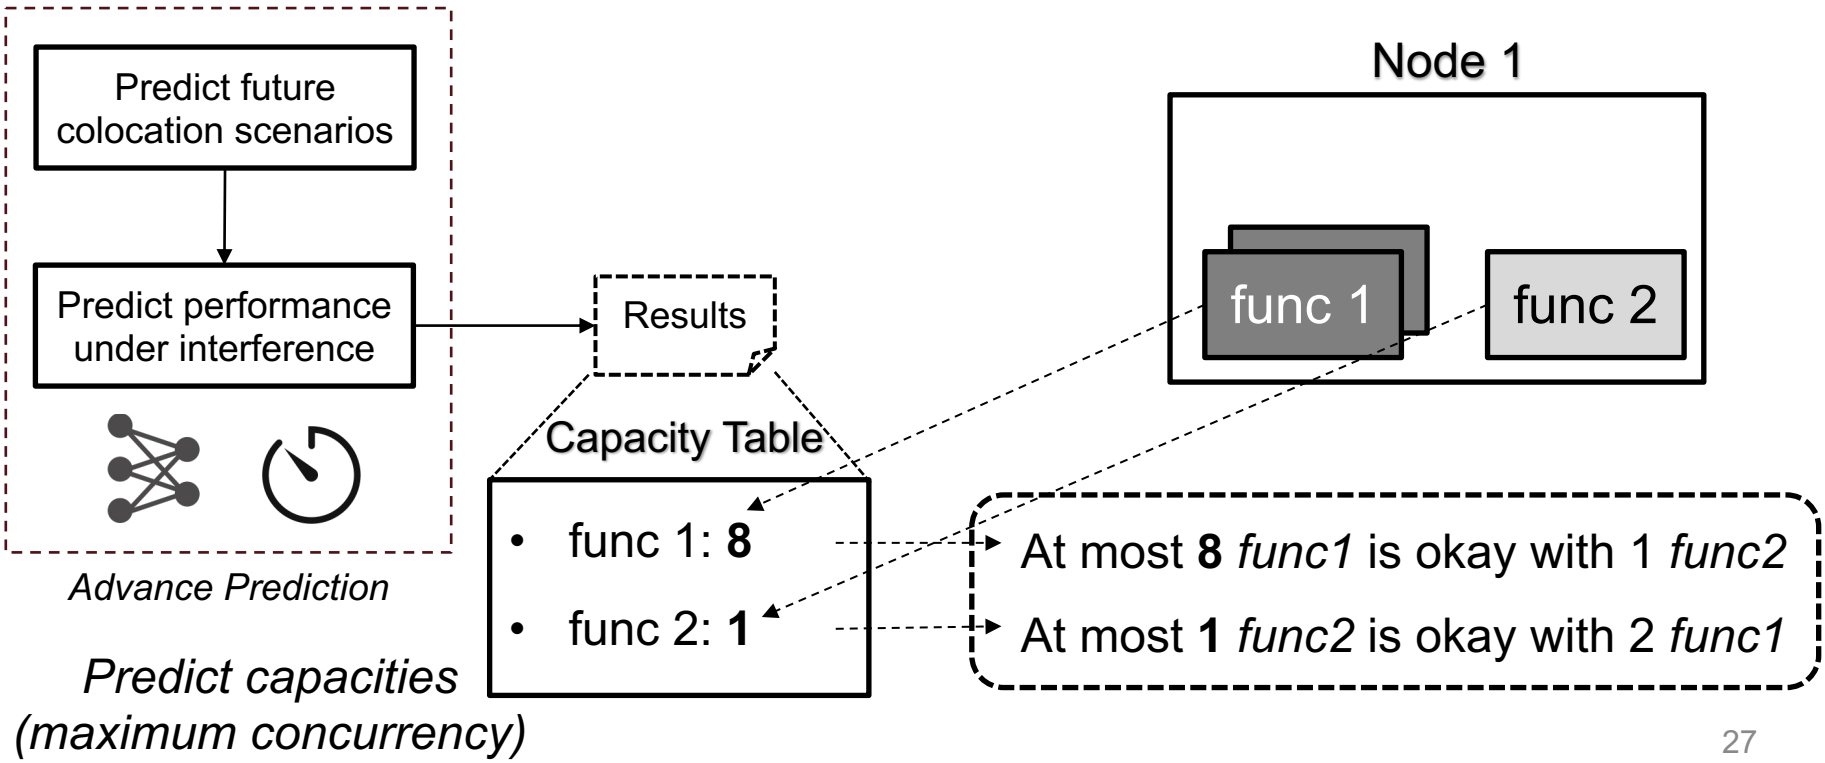 Predict future
colocation scenarios
Predict performance
under interference
Advance Prediction
Predict capacities
(maximum concurrency)
Results
Capacity Table
• func 1: 8
• func 2: 1
Node 1
func 1
func 2
At most 8 func1 is okay with 1 func2
At most 1 func2 is okay with 2 func1
27